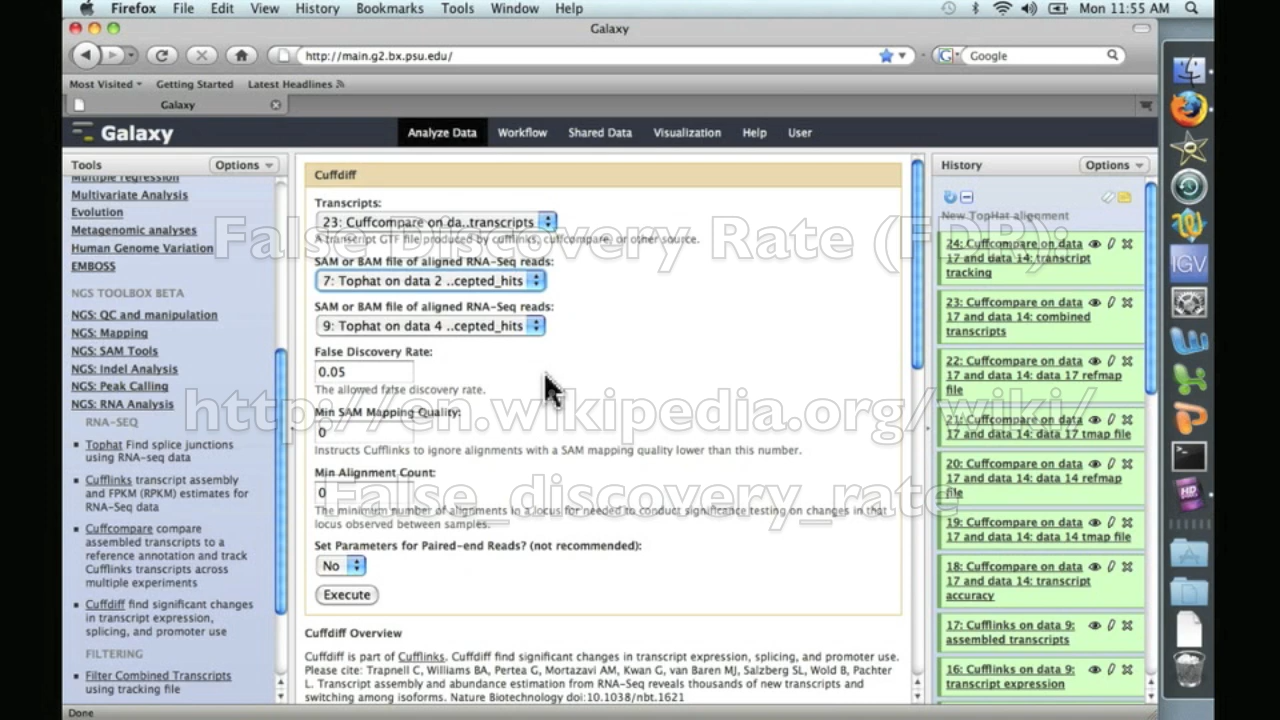 Firefox File Edit View History Bookmarks Tools Window Help Mon 11:55 AM
Galaxy
http://main.g2.bx.psu.edu/
Google
Most Visited Getting Started Latest Headlines
Galaxy
Galaxy
Analyze Data Workflow Shared Data Visualization Help User
Tools
Options
Multiple regression
Multivariate Analysis
Evolution
Metagenomic analyses
Human Genome Variation
EMBOSS
NGS TOOLBOX BETA
NGS: QC and manipulation
NGS: Mapping
NGS: SAM Tools
NGS: Indel Analysis
NGS: Peak Calling
NGS: RNA Analysis
RNA-SEQ
Tophat Find splice junctions
using RNA-seq data
Cufflinks transcript assembly
and FPKM (RPKM) estimates for
RNA-Seq data
Cuffcompare compare
assembled transcripts to a
reference annotation and track
Cufflinks transcripts across
multiple experiments
Cuffdiff find significant changes
in transcript expression,
splicing, and promoter use
FILTERING
Filter Combined Transcripts
using tracking file
Cuffdiff
Transcripts:
23: Cuffcompare on da..transcripts
A transcript GTF file produced by cufflinks, cuffcompare, or other source.
SAM or BAM file of aligned RNA-Seq reads:
7: Tophat on data 2 ..cepted_hits
SAM or BAM file of aligned RNA-Seq reads:
9: Tophat on data 4 ..cepted_hits
False Discovery Rate:
0.05
The allowed false discovery rate.
Min SAM Mapping Quality:
0
Instructs Cufflinks to ignore alignments with a SAM mapping quality lower than this number.
Min Alignment Count:
0
The minimum number of alignments in a locus for needed to conduct significance testing on changes in that
locus observed between samples.
Set Parameters for Paired-end Reads? (not recommended):
No
Execute
Cuffdiff Overview
Cuffdiff is part of Cufflinks. Cuffdiff find significant changes in transcript expression, splicing, and promoter use.
Please cite: Trapnell C, Williams BA, Pertea G, Mortazavi AM, Kwan G, van Baren MJ, Salzberg SL, Wold B, Pachter
L. Transcript assembly and abundance estimation from RNA-Seq reveals thousands of new transcripts and
switching among isoforms. Nature Biotechnology doi:10.1038/nbt.1621
False Discovery Rate (FDR):
http://en.wikipedia.org/wiki/
False_discovery_rate
History
Options
New TopHat alignment
24: Cuffcompare on data
17 and data 14: transcript
tracking
23: Cuffcompare on data
17 and data 14: combined
transcripts
22: Cuffcompare on data
17 and data 14: data 17 refmap
file
21: Cuffcompare on data
17 and data 14: data 17 tmap file
20: Cuffcompare on data
17 and data 14: data 14 refmap
file
19: Cuffcompare on data
17 and data 14: data 14 tmap file
18: Cuffcompare on data
17 and data 14: transcript
accuracy
17: Cufflinks on data 9:
assembled transcripts
16: Cufflinks on data 9:
transcript expression
IGV
HD
Done